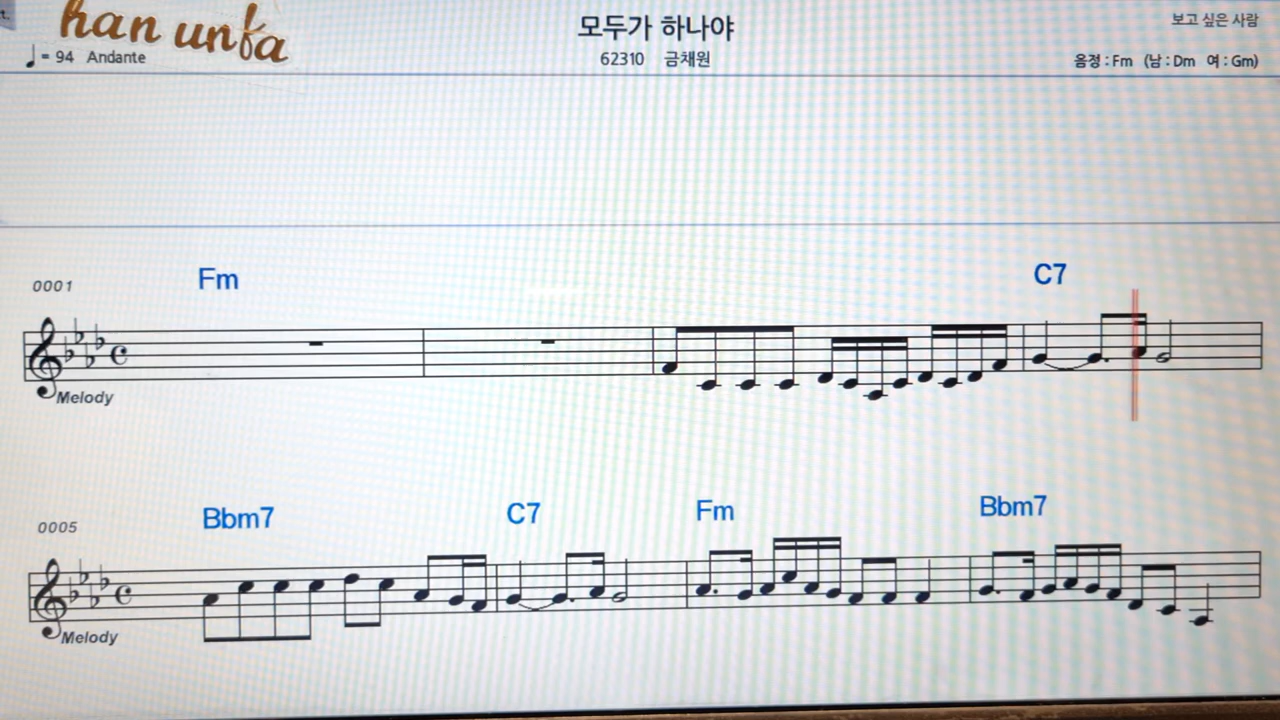 t.
han unfa
모두가 하나야
보고 싶은 사람
♩= 94 Andante
62310 금채원
음정 : Fm (남 : Dm 여 : Gm)
0001 Fm C7
Melody
0005 Bbm7 C7 Fm Bbm7
Melody